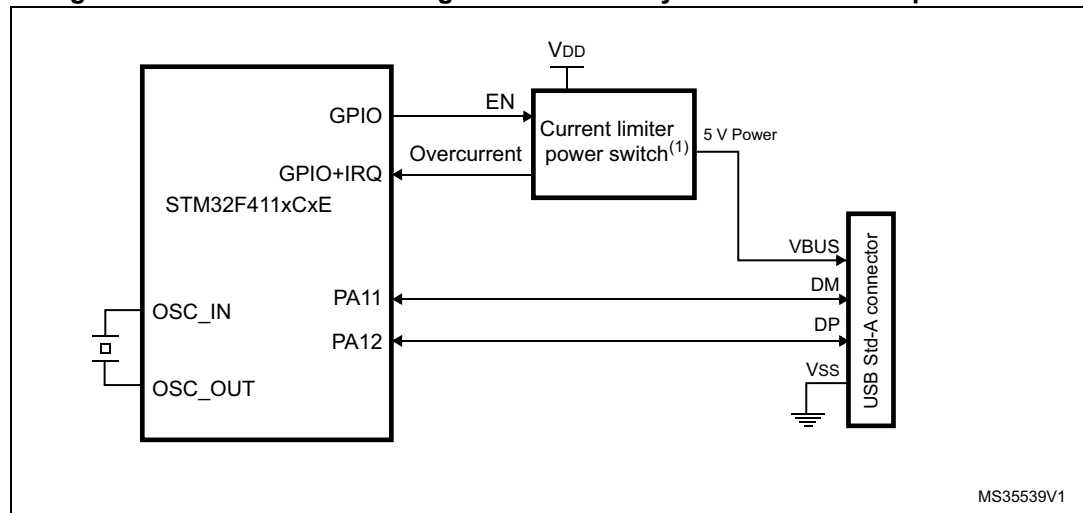 VDD
GPIO
EN
Current limiter
power switch(1)
5 V Power
Overcurrent
GPIO+IRQ
STM32F411xCxE
VBUS
DM
DP
VSS
USB Std-A connector
OSC_IN
PA11
PA12
OSC_OUT
MS35539V1